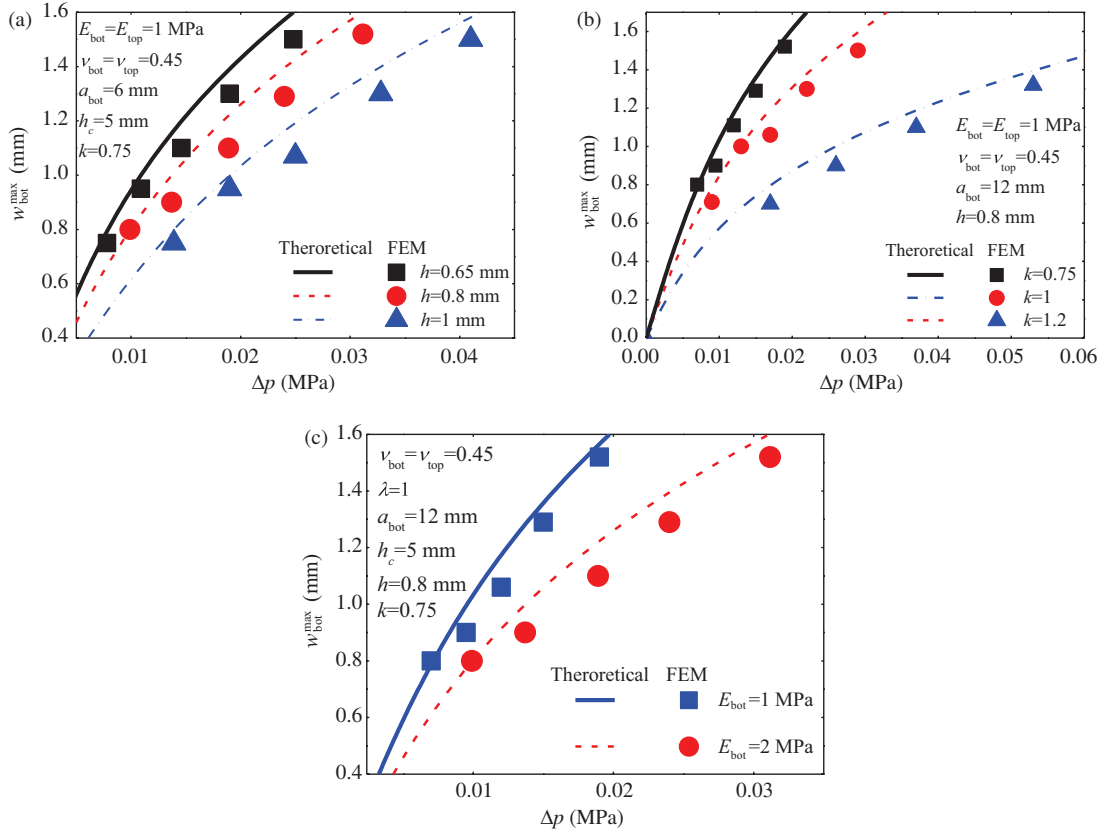 (a)
1.6
1.4
1.2
1.0
0.8
0.6
0.4
w_bot^max (mm)
E_bot=E_top=1 MPa
ν_bot=ν_top=0.45
a_bot=6 mm
h_c=5 mm
k=0.75
Theroretical FEM
h=0.65 mm
h=0.8 mm
h=1 mm
0.01 0.02 0.03 0.04
Δp (MPa)
(b)
1.6
1.4
1.2
1.0
0.8
0.6
0.4
0.2
0.0
w_bot^max (mm)
E_bot=E_top=1 MPa
ν_bot=ν_top=0.45
a_bot=12 mm
h=0.8 mm
Theroretical FEM
k=0.75
k=1
k=1.2
0.00 0.01 0.02 0.03 0.04 0.05 0.06
Δp (MPa)
(c)
1.6
1.4
1.2
1.0
0.8
0.6
0.4
w_bot^max (mm)
ν_bot=ν_top=0.45
λ=1
a_bot=12 mm
h_c=5 mm
h=0.8 mm
k=0.75
Theroretical FEM
E_bot=1 MPa
E_bot=2 MPa
0.01 0.02 0.03
Δp (MPa)